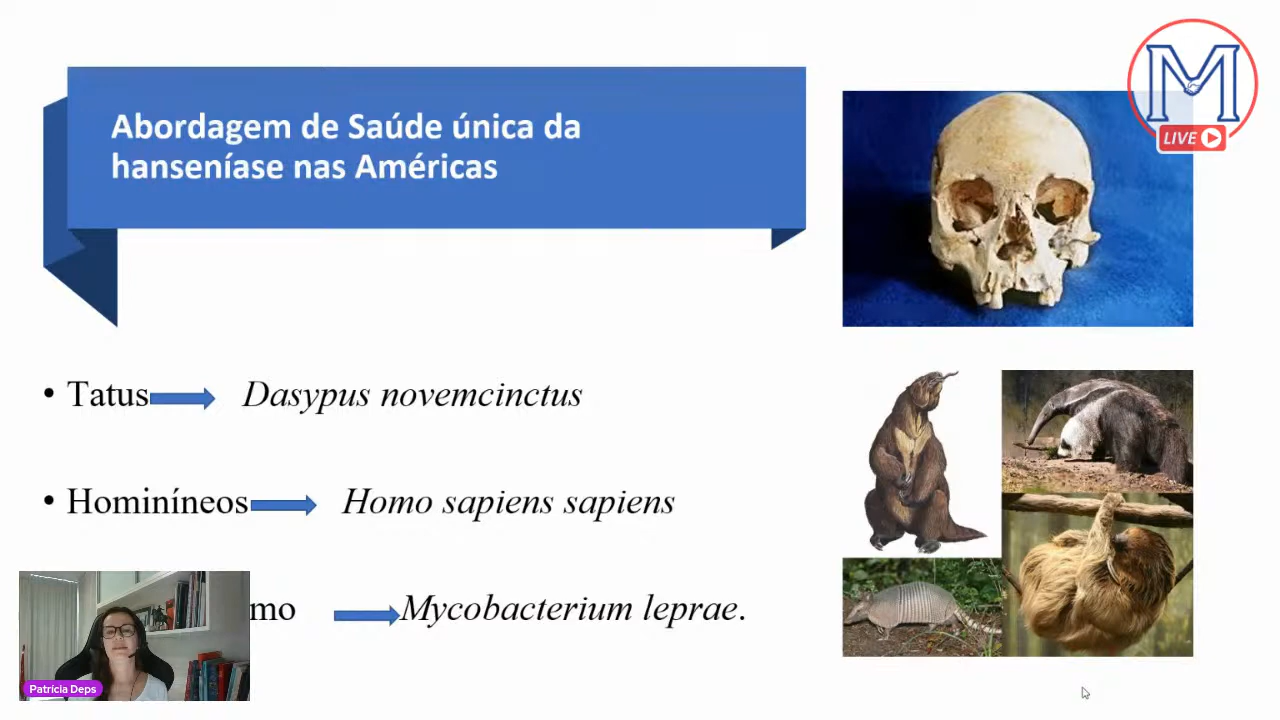 M
LIVE
Abordagem de Saúde única da
hanseníase nas Américas
• Tatus Dasypus novemcinctus
• Hominíneos Homo sapiens sapiens
mo Mycobacterium leprae.
Patrícia Deps